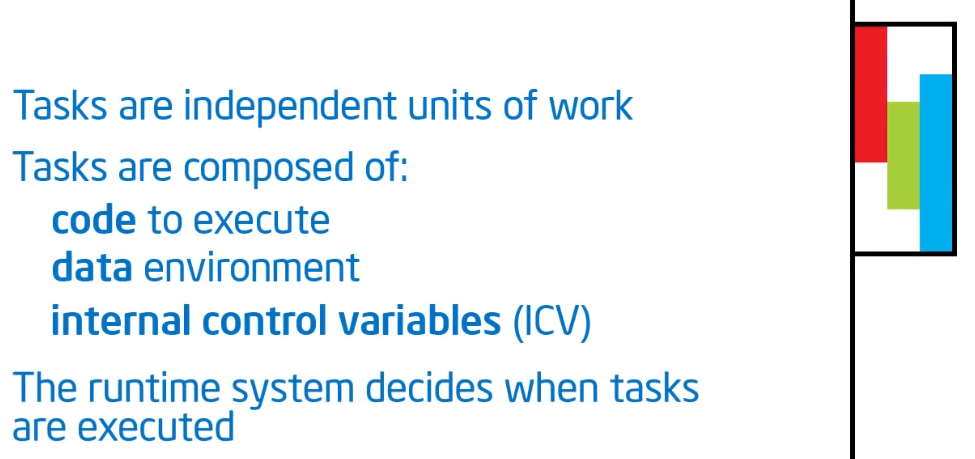 Tasks are independent units of work
Tasks are composed of:
code to execute
data environment
internal control variables (ICV)
The runtime system decides when tasks
are executed